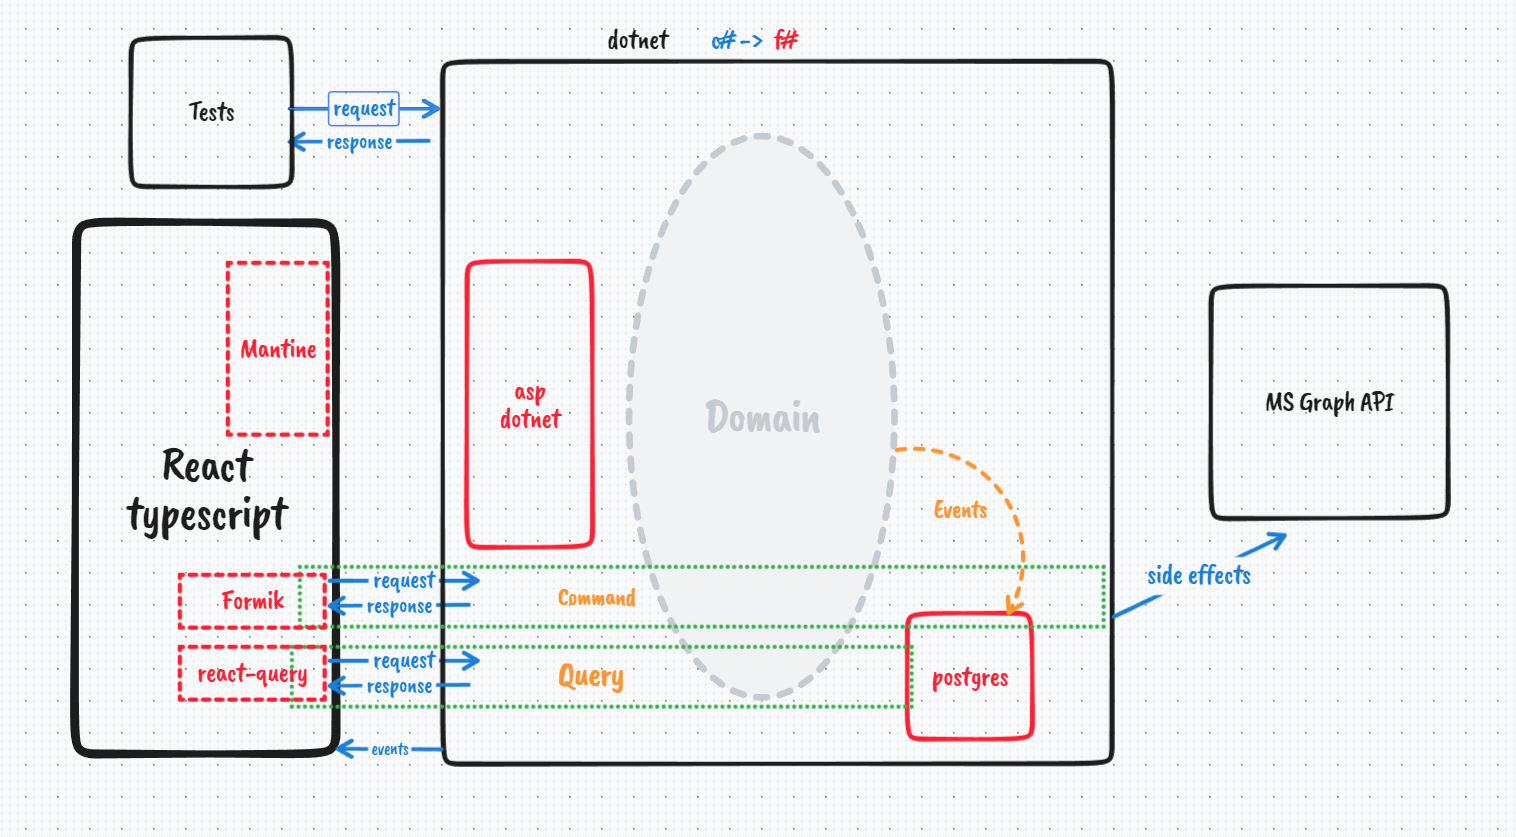 dotnet c# -> f#
Tests
request
response
Mantine
React
typescript
asp
dotnet
Domain
Events
MS Graph API
side effects
Formik
request
response
Command
react-query
request
response
Query
postgres
events